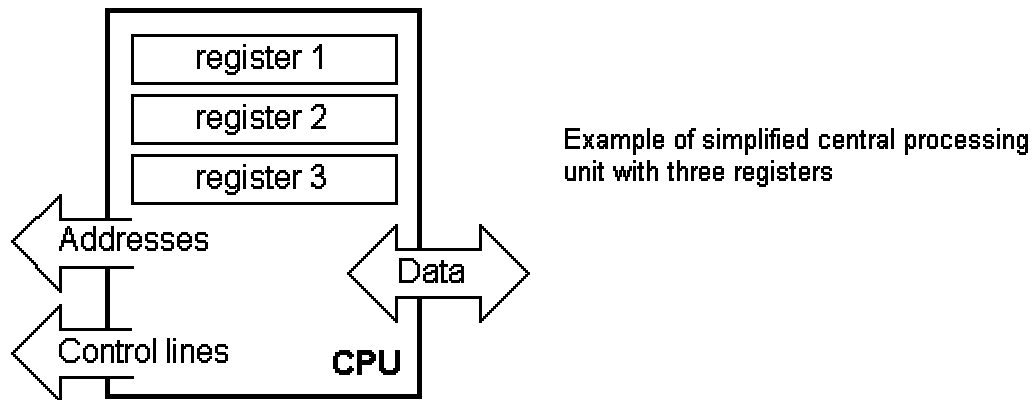 register 1
register 2
register 3
Example of simplified central processing
unit with three registers
Addresses
Data
Control lines
CPU